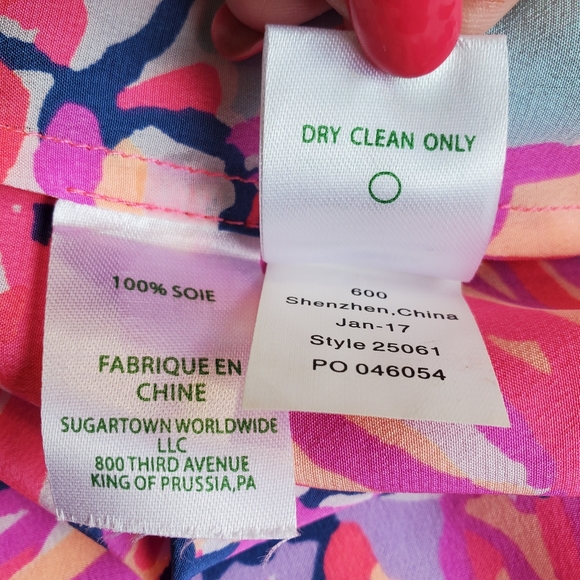 DRY CLEAN ONLY
600
Shenzhen,China
Jan-17
Style 25061
PO 046054
100% SOIE
FABRIQUE EN
CHINE
SUGARTOWN WORLDWIDE
LLC
800 THIRD AVENUE
KING OF PRUSSIA,PA